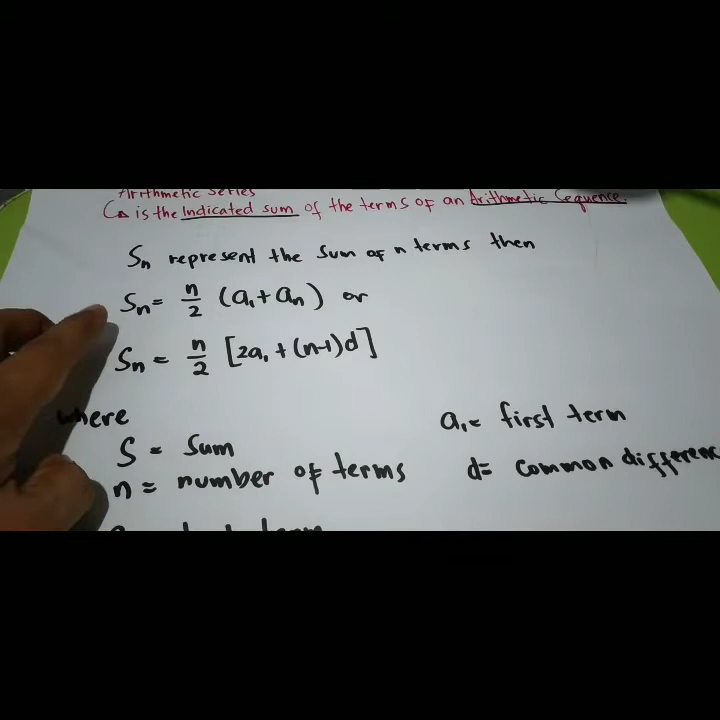 Arithmetic Series
is the Indicated sum of the terms of an Arithmetic Sequence.
Sn represent the sum of n terms then
Sn = n/2 (a1 + an) or
Sn = n/2 [2a1 + (n-1)d]
where
S = Sum
n = number of terms
a1 = first term
d = common differenc